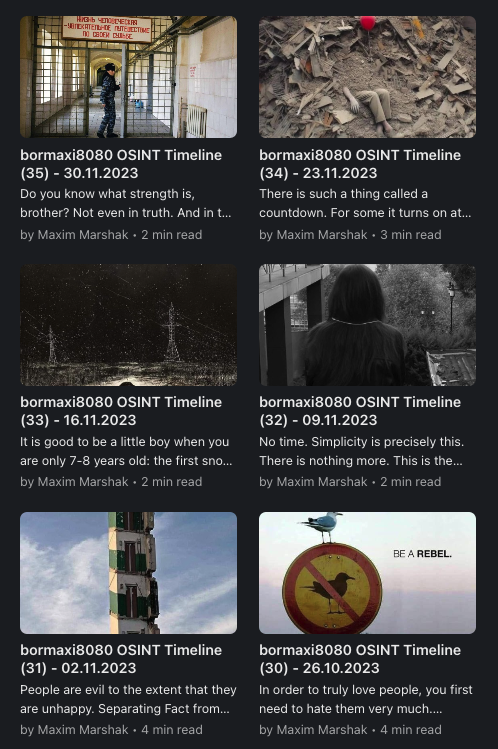 ЖИЗНЬ ЧЕЛОВЕЧЕСКАЯ
-УВЛЕКАТЕЛЬНОЕ ПУТЕШЕСТВИЕ
ПО СВОЕЙ СУДЬБЕ.
bormaxi8080 OSINT Timeline
(35) - 30.11.2023
Do you know what strength is,
brother? Not even in truth. And in t...
by Maxim Marshak • 2 min read
bormaxi8080 OSINT Timeline
(34) - 23.11.2023
There is such a thing called a
countdown. For some it turns on at...
by Maxim Marshak • 3 min read
bormaxi8080 OSINT Timeline
(33) - 16.11.2023
It is good to be a little boy when you
are only 7-8 years old: the first sno...
by Maxim Marshak • 2 min read
bormaxi8080 OSINT Timeline
(32) - 09.11.2023
No time. Simplicity is precisely this.
There is nothing more. This is the...
by Maxim Marshak • 2 min read
bormaxi8080 OSINT Timeline
(31) - 02.11.2023
People are evil to the extent that they
are unhappy. Separating Fact from...
by Maxim Marshak • 4 min read
BE A REBEL.
bormaxi8080 OSINT Timeline
(30) - 26.10.2023
In order to truly love people, you first
need to hate them very much....
by Maxim Marshak • 4 min read